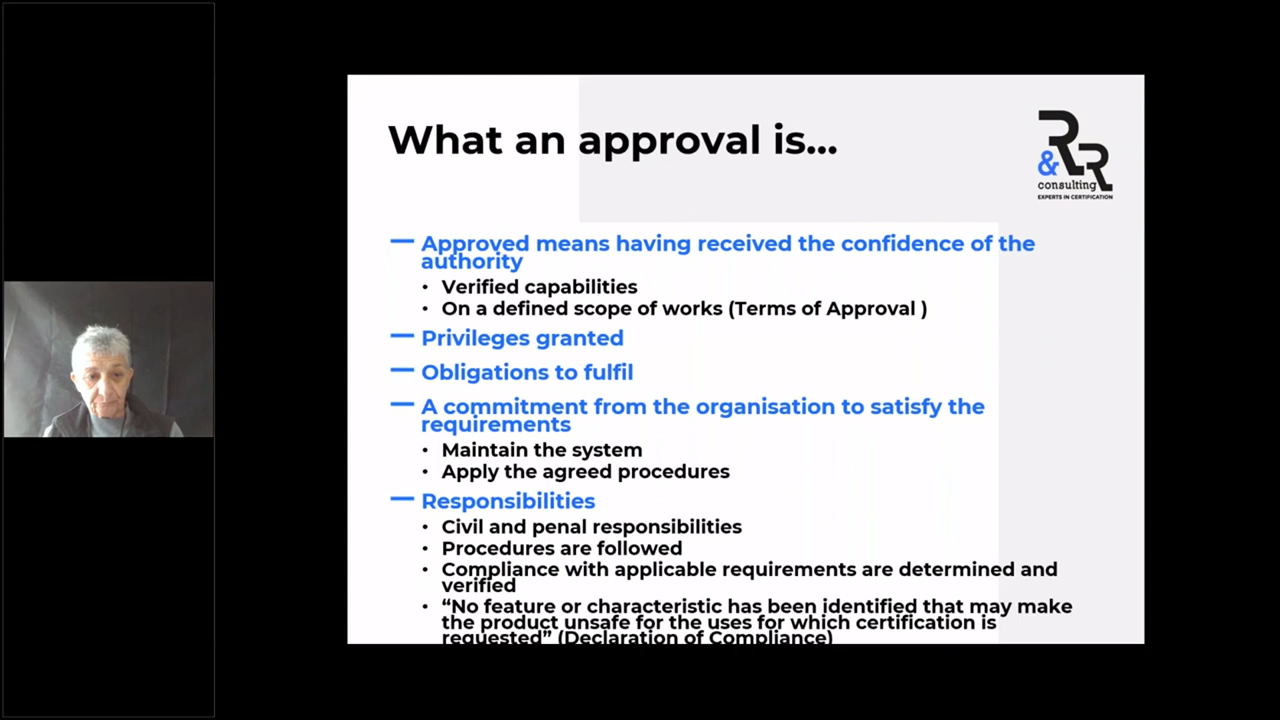 What an approval is...
R&R
consulting
EXPERTS IN CERTIFICATION
— Approved means having received the confidence of the
authority
• Verified capabilities
• On a defined scope of works (Terms of Approval )
— Privileges granted
— Obligations to fulfil
— A commitment from the organisation to satisfy the
requirements
• Maintain the system
• Apply the agreed procedures
— Responsibilities
• Civil and penal responsibilities
• Procedures are followed
• Compliance with applicable requirements are determined and
verified
• “No feature or characteristic has been identified that may make
the product unsafe for the uses for which certification is
requested” (Declaration of Compliance)